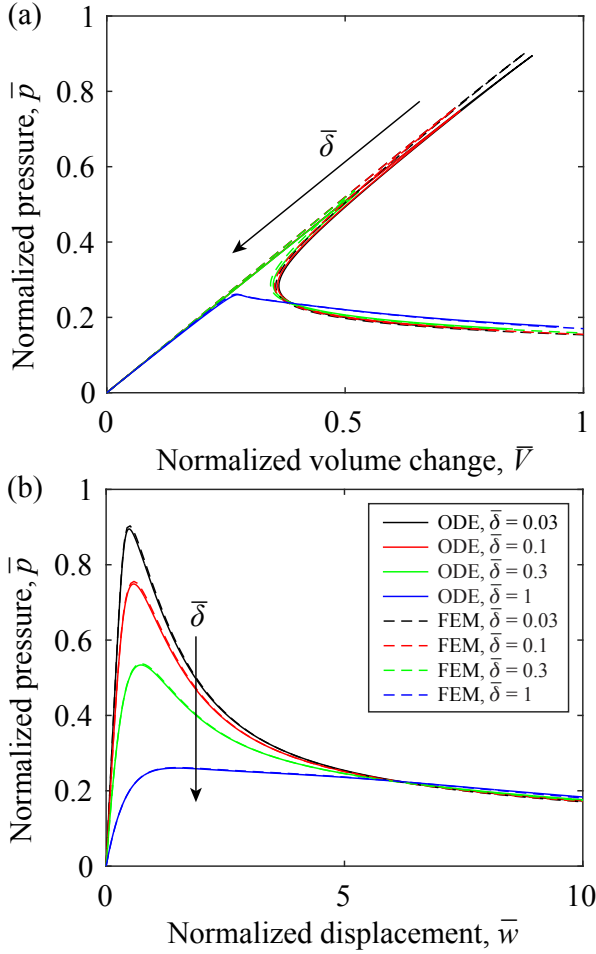 (a)
1
0.8
0.6
0.4
0.2
0
Normalized pressure, p̅
δ̅
0
0.5
1
Normalized volume change, V̅
(b)
1
0.8
0.6
0.4
0.2
0
Normalized pressure, p̅
δ̅
ODE, δ̅ = 0.03
ODE, δ̅ = 0.1
ODE, δ̅ = 0.3
ODE, δ̅ = 1
FEM, δ̅ = 0.03
FEM, δ̅ = 0.1
FEM, δ̅ = 0.3
FEM, δ̅ = 1
0
5
10
Normalized displacement, w̅